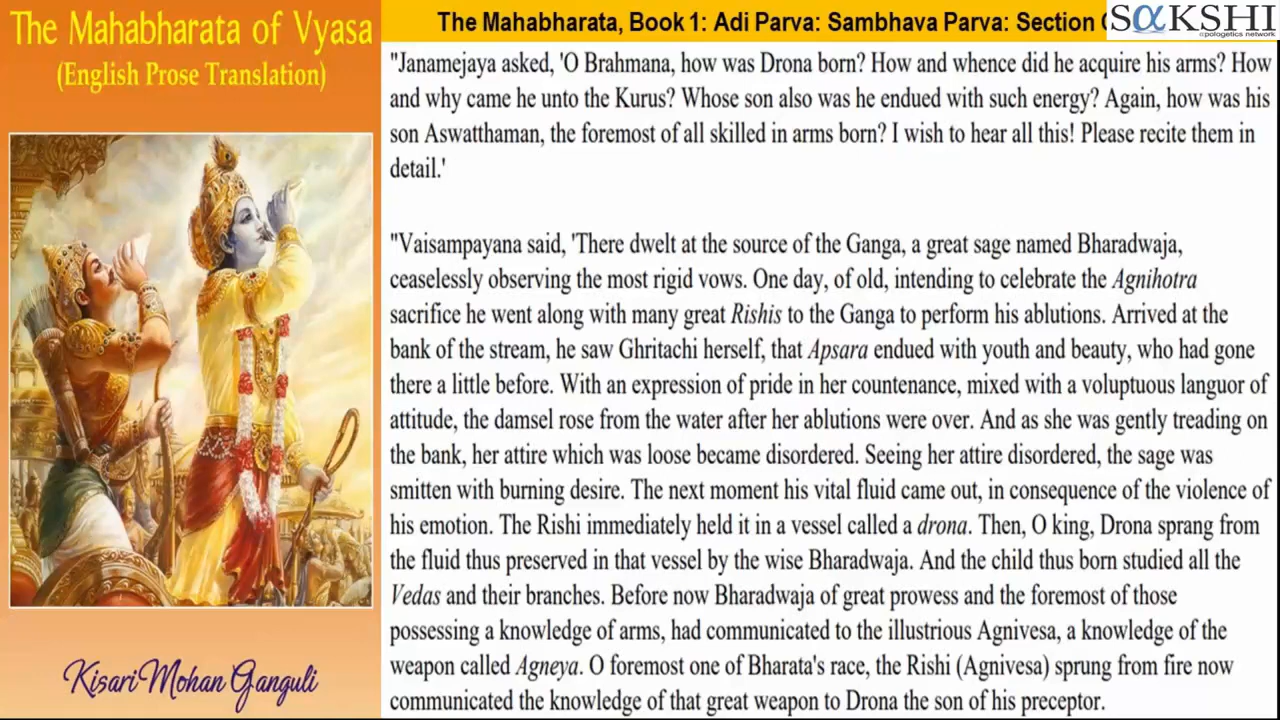 The Mahabharata of Vyasa
(English Prose Translation)
Kisari Mohan Ganguli
The Mahabharata, Book 1: Adi Parva: Sambhava Parva: Section
SαKSHI
apologetics network
"Janamejaya asked, 'O Brahmana, how was Drona born? How and whence did he acquire his arms? How
and why came he unto the Kurus? Whose son also was he endued with such energy? Again, how was his
son Aswatthaman, the foremost of all skilled in arms born? I wish to hear all this! Please recite them in
detail.'
"Vaisampayana said, 'There dwelt at the source of the Ganga, a great sage named Bharadwaja,
ceaselessly observing the most rigid vows. One day, of old, intending to celebrate the Agnihotra
sacrifice he went along with many great Rishis to the Ganga to perform his ablutions. Arrived at the
bank of the stream, he saw Ghritachi herself, that Apsara endued with youth and beauty, who had gone
there a little before. With an expression of pride in her countenance, mixed with a voluptuous languor of
attitude, the damsel rose from the water after her ablutions were over. And as she was gently treading on
the bank, her attire which was loose became disordered. Seeing her attire disordered, the sage was
smitten with burning desire. The next moment his vital fluid came out, in consequence of the violence of
his emotion. The Rishi immediately held it in a vessel called a drona. Then, O king, Drona sprang from
the fluid thus preserved in that vessel by the wise Bharadwaja. And the child thus born studied all the
Vedas and their branches. Before now Bharadwaja of great prowess and the foremost of those
possessing a knowledge of arms, had communicated to the illustrious Agnivesa, a knowledge of the
weapon called Agneya. O foremost one of Bharata's race, the Rishi (Agnivesa) sprung from fire now
communicated the knowledge of that great weapon to Drona the son of his preceptor.